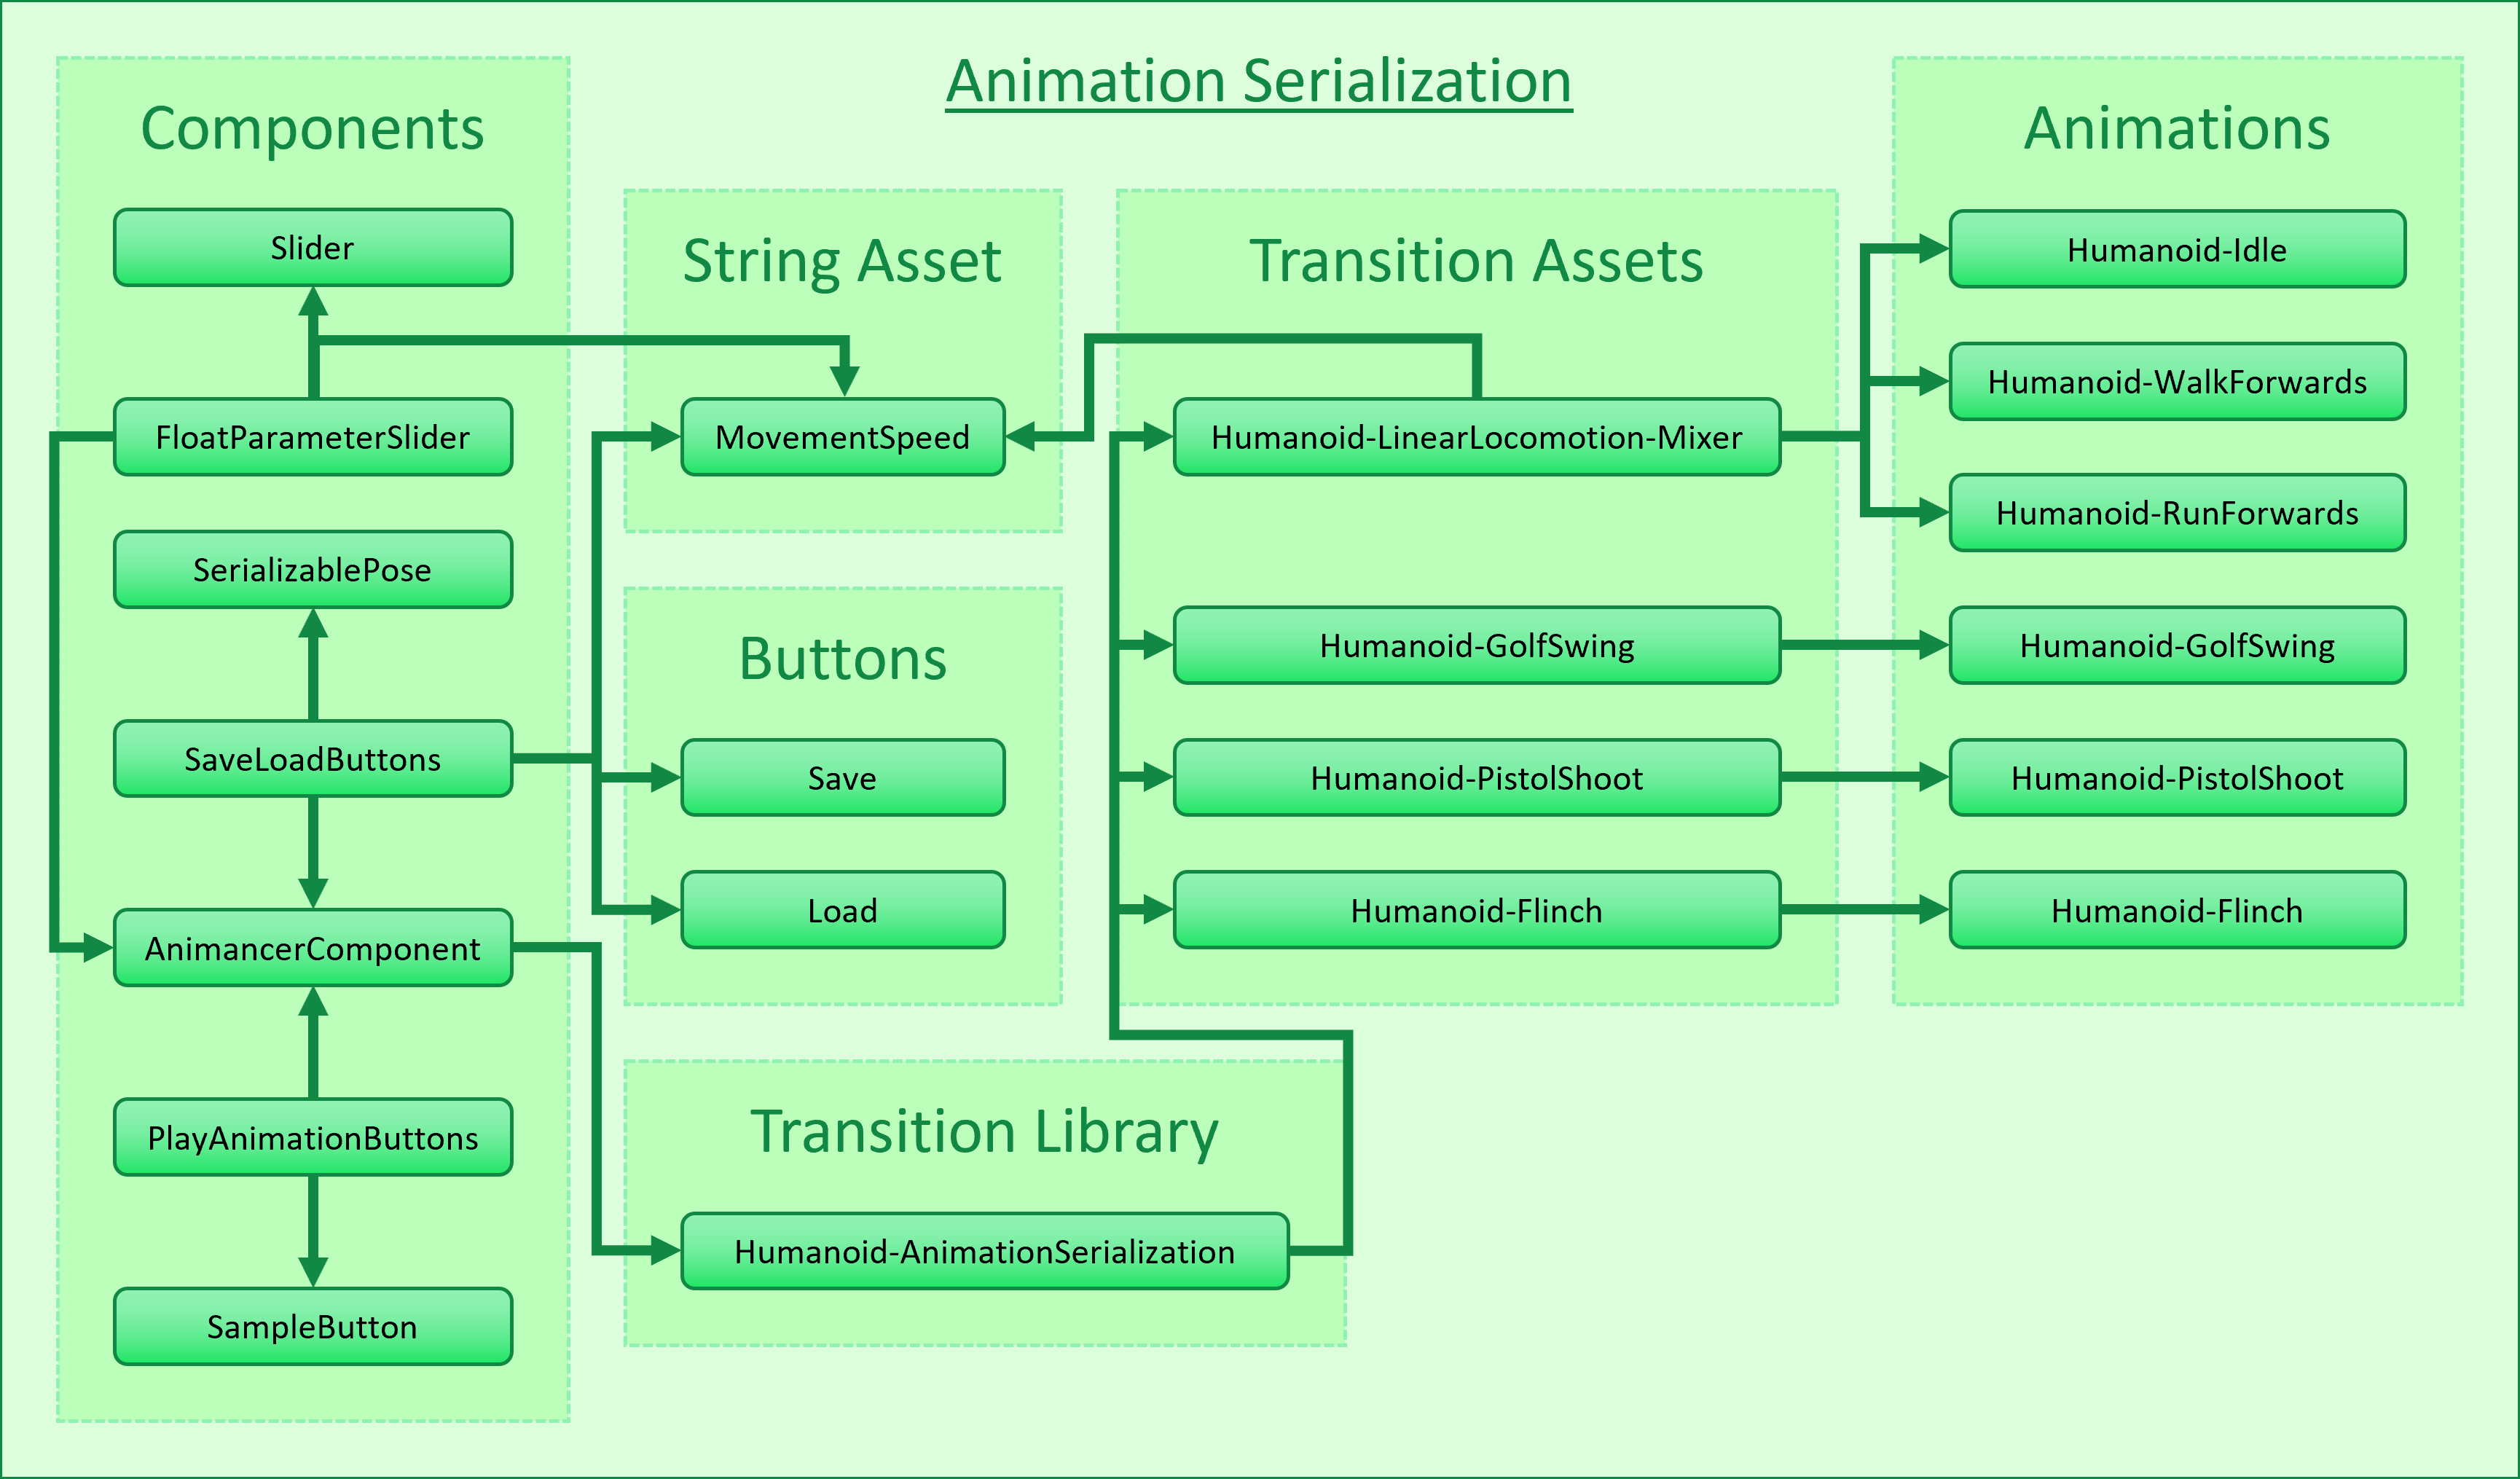 Animation Serialization
Components
Slider
FloatParameterSlider
SerializablePose
SaveLoadButtons
AnimancerComponent
PlayAnimationButtons
SampleButton
String Asset
MovementSpeed
Buttons
Save
Load
Transition Library
Humanoid-AnimationSerialization
Transition Assets
Humanoid-LinearLocomotion-Mixer
Humanoid-GolfSwing
Humanoid-PistolShoot
Humanoid-Flinch
Animations
Humanoid-Idle
Humanoid-WalkForwards
Humanoid-RunForwards
Humanoid-GolfSwing
Humanoid-PistolShoot
Humanoid-Flinch